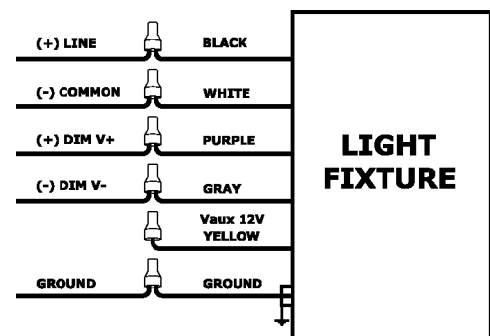 (+) LINE
BLACK
(-) COMMON
WHITE
(+) DIM V+
PURPLE
(-) DIM V-
GRAY
Vaux 12V
YELLOW
GROUND
GROUND
LIGHT
FIXTURE